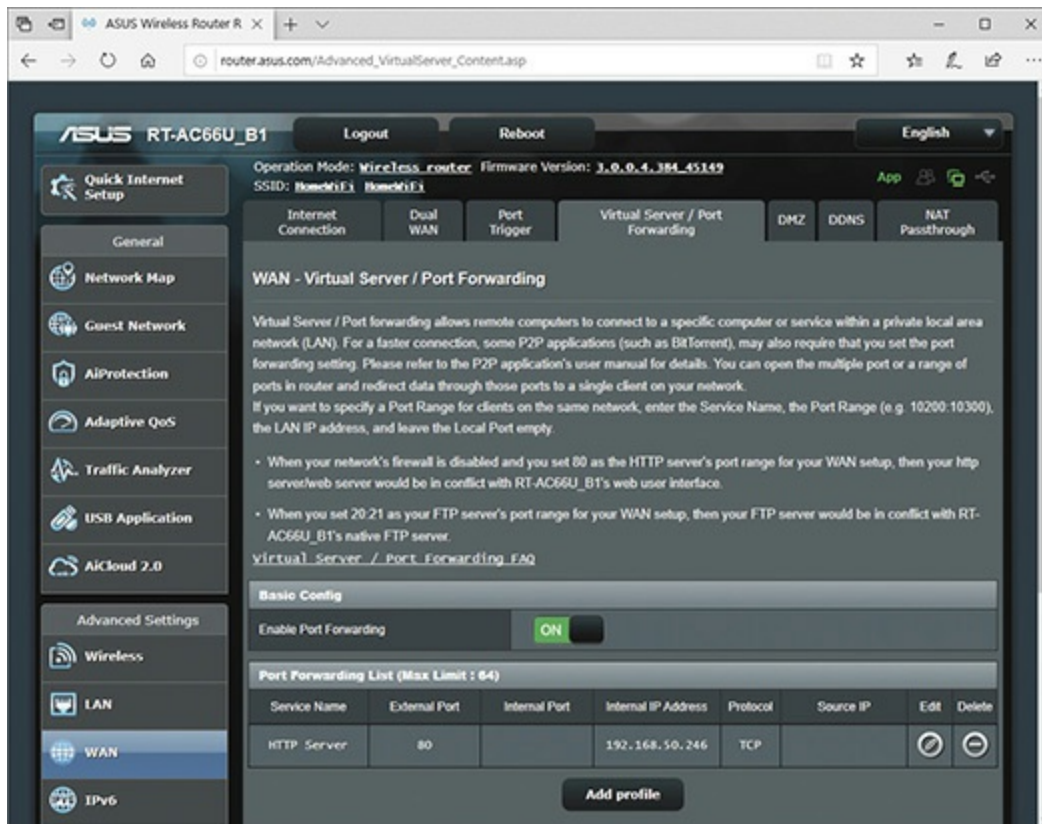 ASUS Wireless Router R
router.asus.com/Advanced_VirtualServer_Content.asp
ASUS RT-AC66U_B1
Logout
Reboot
English
Quick Internet
Setup
General
Network Map
Guest Network
AiProtection
Adaptive QoS
Traffic Analyzer
USB Application
AiCloud 2.0
Advanced Settings
Wireless
LAN
WAN
IPv6
Operation Mode: Wireless router Firmware Version: 3.0.0.4.384_45149
SSID: HomeWiFi HomeWiFi
App
Internet
Connection
Dual
WAN
Port
Trigger
Virtual Server / Port
Forwarding
DMZ
DDNS
NAT
Passthrough
WAN - Virtual Server / Port Forwarding
Virtual Server / Port forwarding allows remote computers to connect to a specific computer or service within a private local area
network (LAN). For a faster connection, some P2P applications (such as BitTorrent), may also require that you set the port
forwarding setting. Please refer to the P2P application's user manual for details. You can open the multiple port or a range of
ports in router and redirect data through those ports to a single client on your network.
If you want to specify a Port Range for clients on the same network, enter the Service Name, the Port Range (e.g. 10200:10300),
the LAN IP address, and leave the Local Port empty.
• When your network's firewall is disabled and you set 80 as the HTTP server's port range for your WAN setup, then your http
server/web server would be in conflict with RT-AC66U_B1's web user interface.
• When you set 20:21 as your FTP server's port range for your WAN setup, then your FTP server would be in conflict with RT-
AC66U_B1's native FTP server.
Virtual Server / Port Forwarding FAQ
Basic Config
Enable Port Forwarding
ON
Port Forwarding List (Max Limit : 64)
Service Name External Port Internal Port Internal IP Address Protocol Source IP Edit Delete
HTTP Server 80 192.168.50.246 TCP
Add profile